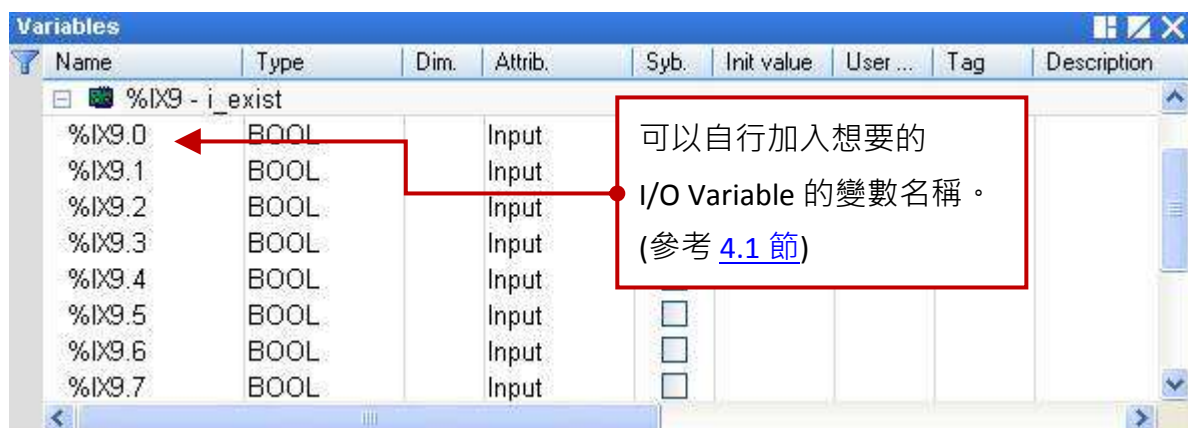 Variables
Name Type Dim. Attrib. Syb. Init value User ... Tag Description
%IX9 - i_exist
%IX9.0 BOOL Input
%IX9.1 BOOL Input
%IX9.2 BOOL Input
%IX9.3 BOOL Input
%IX9.4 BOOL Input
%IX9.5 BOOL Input
%IX9.6 BOOL Input
%IX9.7 BOOL Input
可以自行加入想要的
I/O Variable 的變數名稱。
(參考 4.1 節)